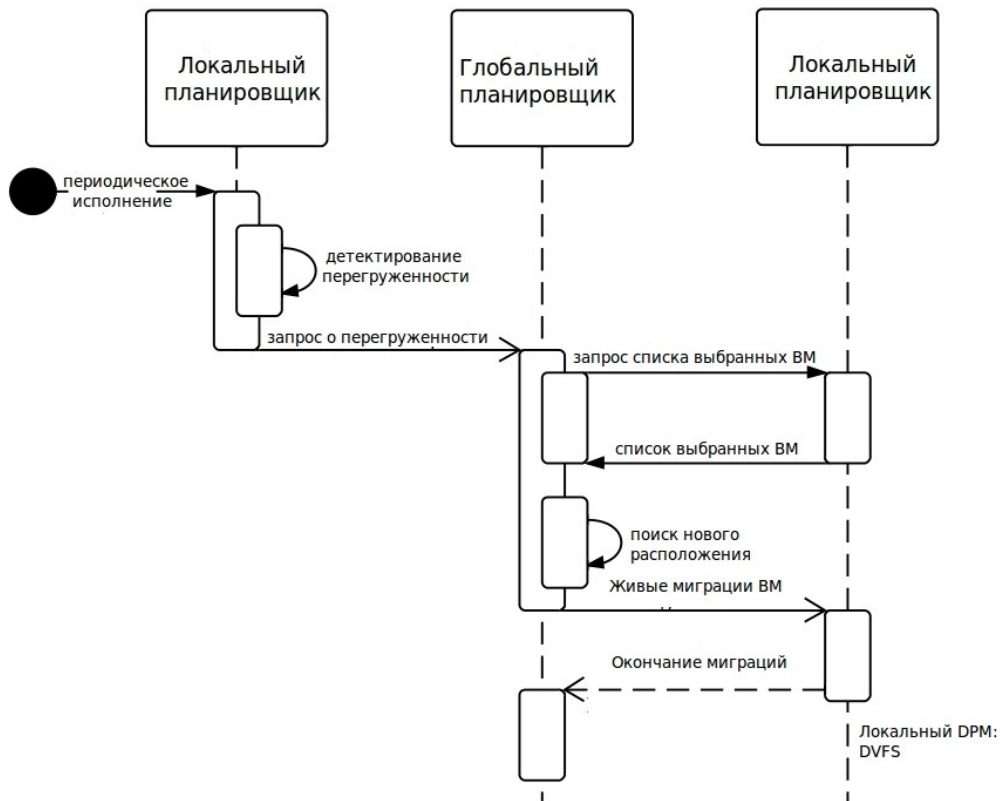 Локальный
планировщик
Глобальный
планировщик
Локальный
планировщик
периодическое
исполнение
детектирование
перегруженности
запрос о перегруженности
запрос списка выбранных ВМ
список выбранных ВМ
поиск нового
расположения
Живые миграции ВМ
Окончание миграций
Локальный DPM:
DVFS